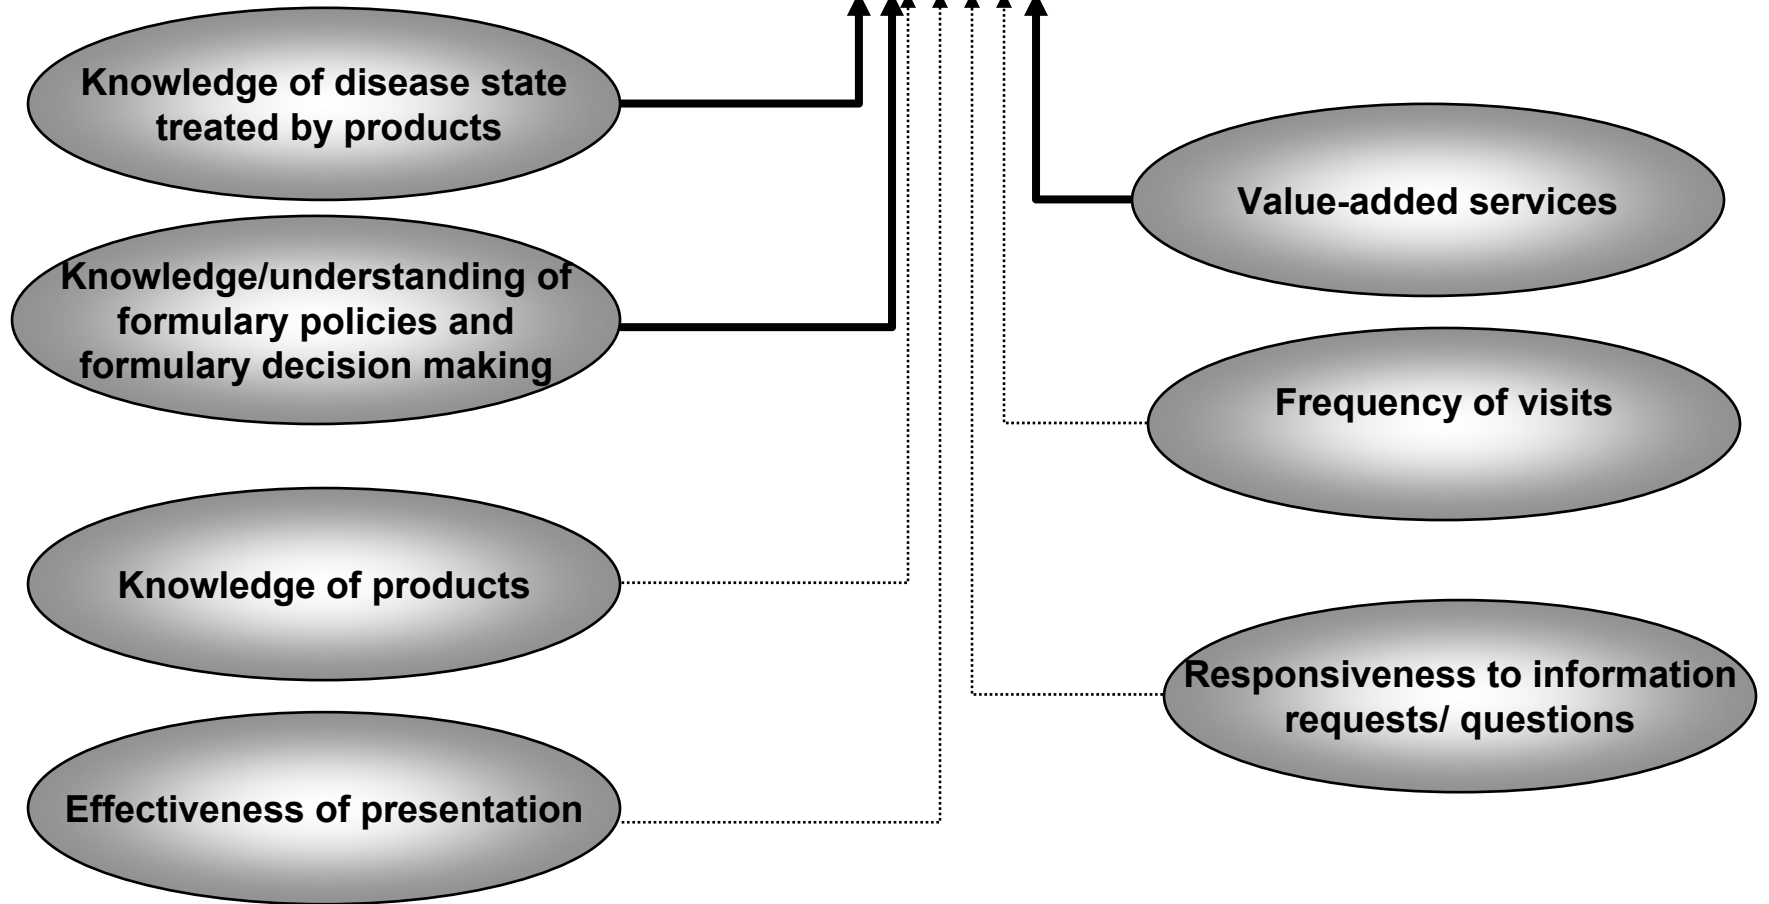 Knowledge of disease state
treated by products
Knowledge/understanding of
formulary policies and
formulary decision making
Knowledge of products
Effectiveness of presentation
Value-added services
Frequency of visits
Responsiveness to information
requests/ questions